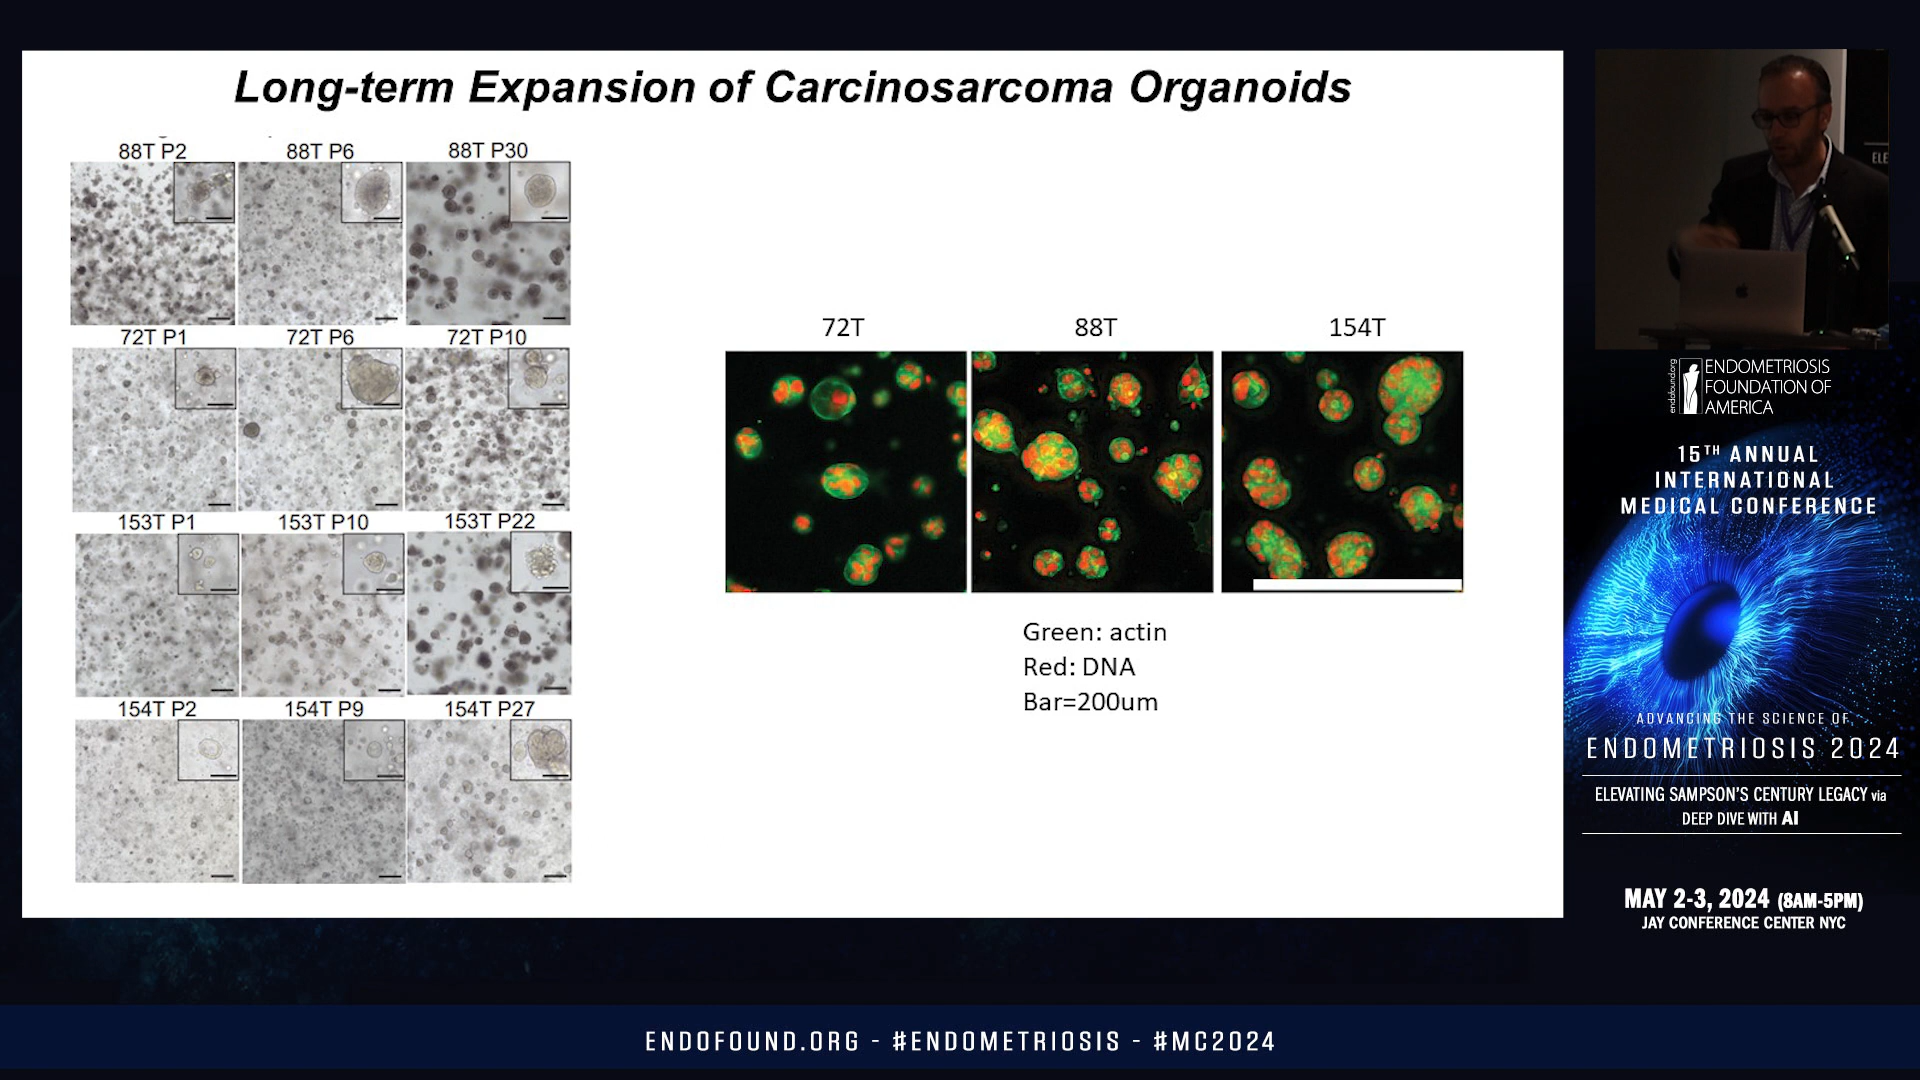 Long-term Expansion of Carcinosarcoma Organoids
88T P2
88T P6
88T P30
72T P1
72T P6
72T P10
153T P1
153T P10
153T P22
154T P2
154T P9
154T P27
72T
88T
154T
Green: actin
Red: DNA
Bar=200um
ELE
endofound.org
ENDOMETRIOSIS
FOUNDATION OF
AMERICA
15TH ANNUAL
INTERNATIONAL
MEDICAL CONFERENCE
ADVANCING THE SCIENCE OF
ENDOMETRIOSIS 2024
ELEVATING SAMPSON'S CENTURY LEGACY via
DEEP DIVE WITH AI
MAY 2-3, 2024 (8AM-5PM)
JAY CONFERENCE CENTER NYC
ENDOFOUND.ORG - #ENDOMETRIOSIS - #MC2024